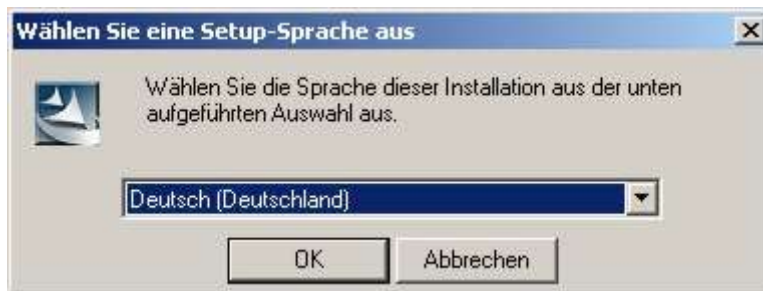 Wählen Sie eine Setup-Sprache aus
Wählen Sie die Sprache dieser Installation aus der unten
aufgeführten Auswahl aus.
Deutsch (Deutschland)
OK
Abbrechen